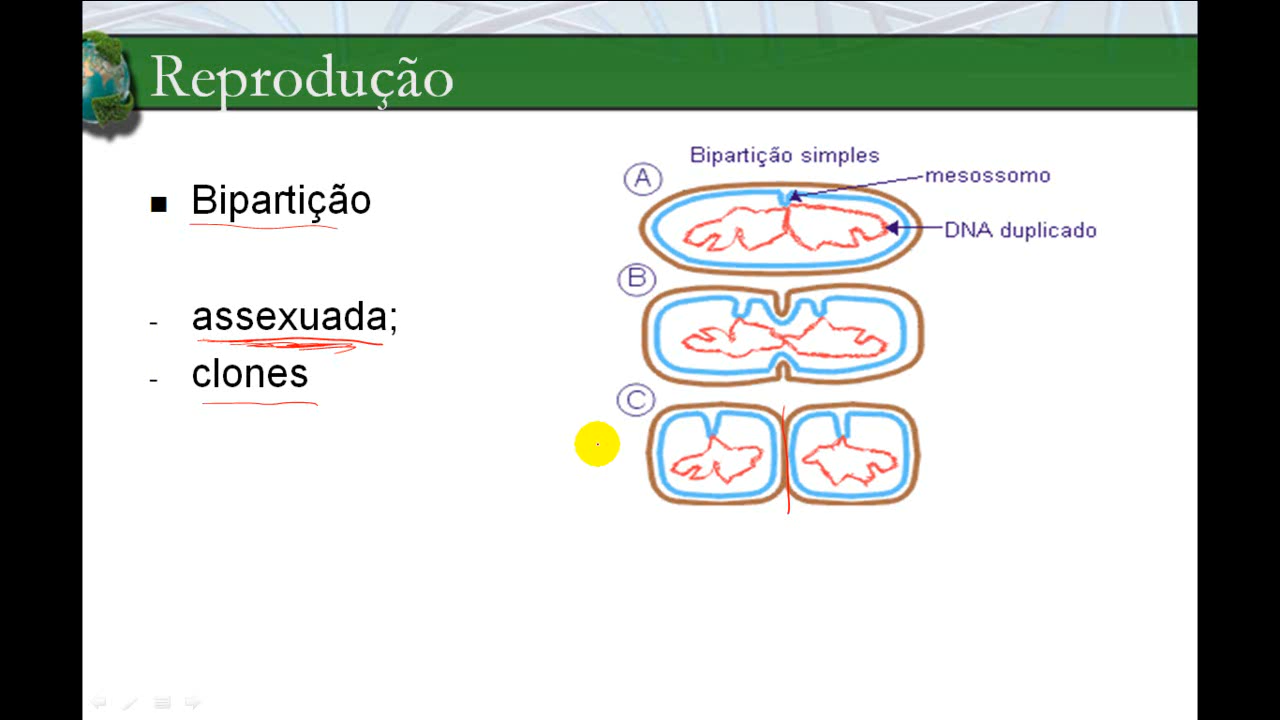 Reprodução
■ Bipartição
- assexuada;
- clones
Bipartição simples
A
mesossomo
DNA duplicado
B
C